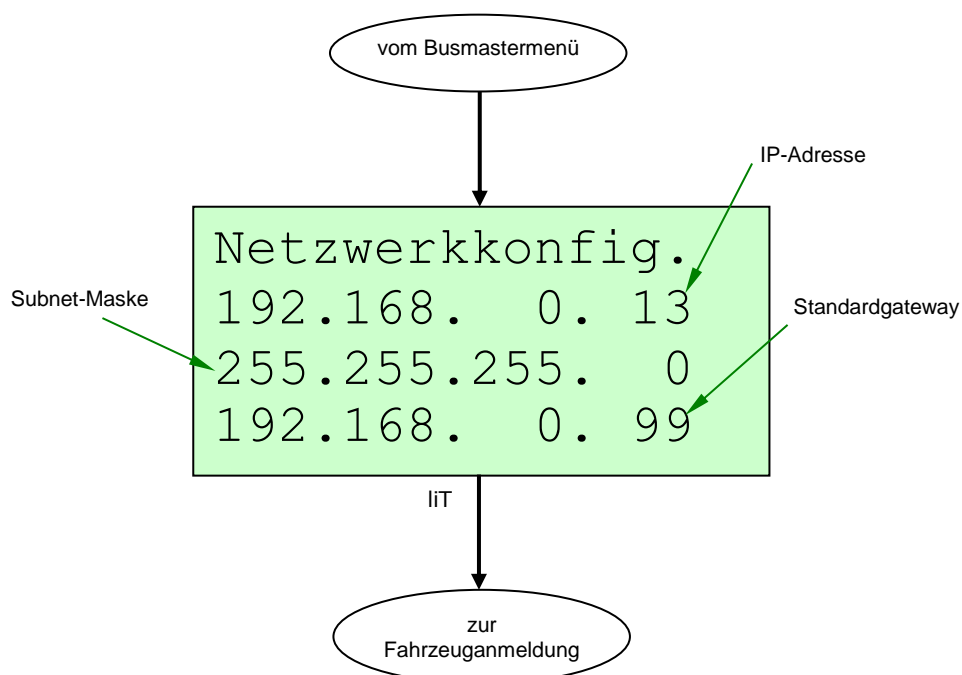 vom Busmastermenü
IP-Adresse
Netzwerkkonfig.
Subnet-Maske
192.168.  0. 13
Standardgateway
255.255.255.  0
192.168.  0. 99
liT
zur
Fahrzeuganmeldung